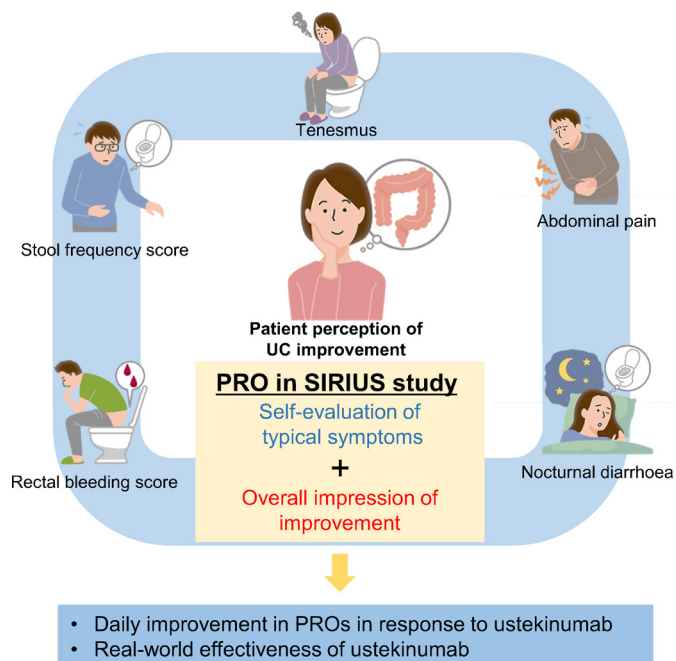 Tenesmus
Stool frequency score
Abdominal pain
Patient perception of
UC improvement
PRO in SIRIUS study
Self-evaluation of
typical symptoms
+
Overall impression of
improvement
Rectal bleeding score
Nocturnal diarrhoea
• Daily improvement in PROs in response to ustekinumab
• Real-world effectiveness of ustekinumab